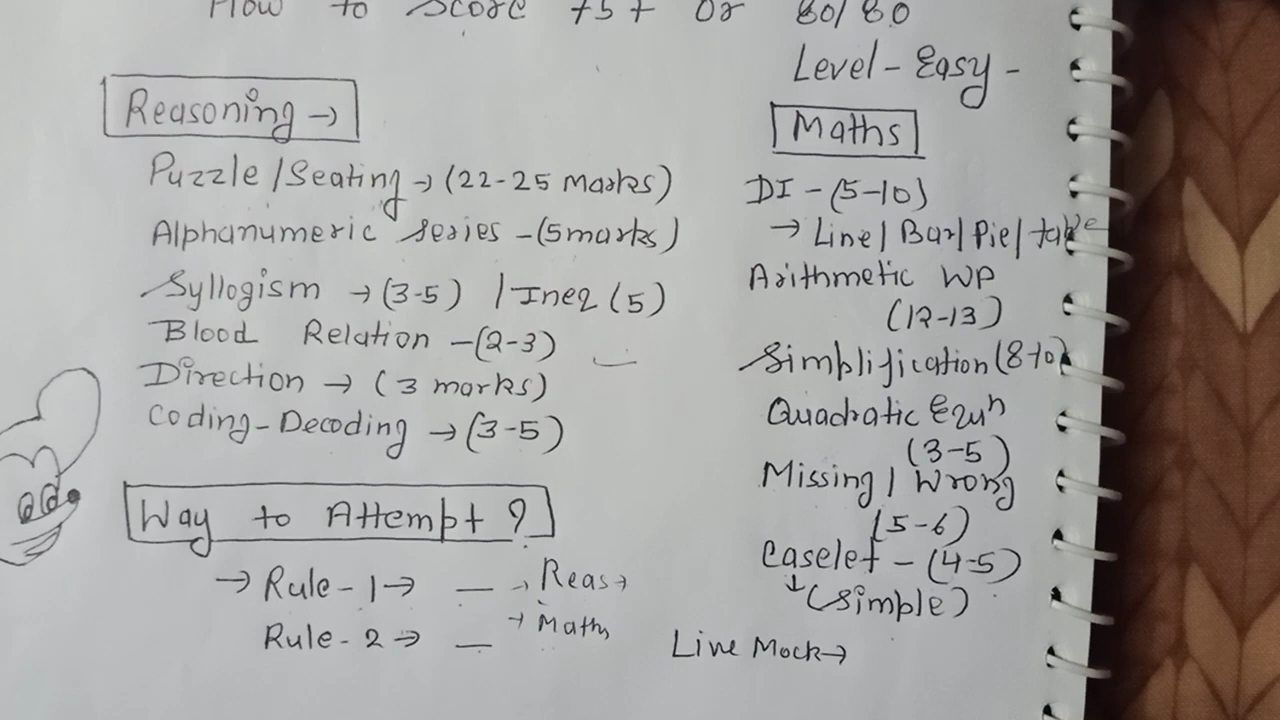 How to Score 75+ Or 80/80
Level - Easy -
Reasoning →
Puzzle/Seating → (22-25 Marks)
Alphanumeric Series - (5 marks)
Syllogism → (3-5) / Ineq (5)
Blood Relation - (2-3)
Direction → (3 marks)
Coding-Decoding → (3-5)
Way to Attempt ?
→ Rule-1 → — → Reas →
Rule-2 → — → Maths
Maths
DI - (5-10)
→ Line/Bar/Pie/table
Arithmetic WP
(12-13)
Simplification (8 to
Quadratic Equn
(3-5)
Missing/Wrong
(5-6)
Caselet - (4-5)
↓ (Simple)
Live Mock →